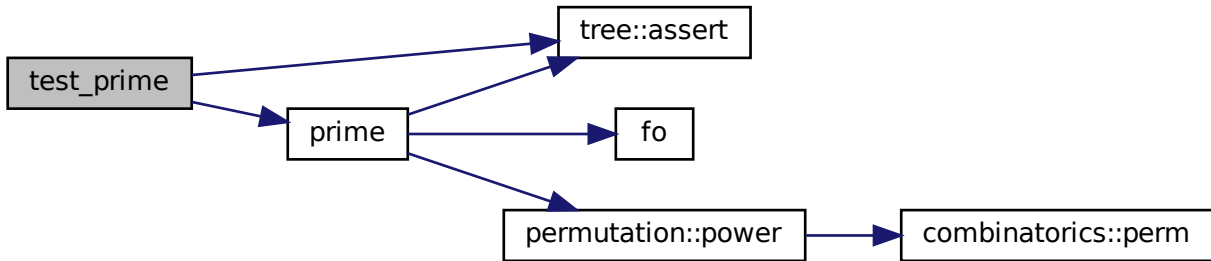 test_prime
tree::assert
prime
fo
permutation::power
combinatorics::perm